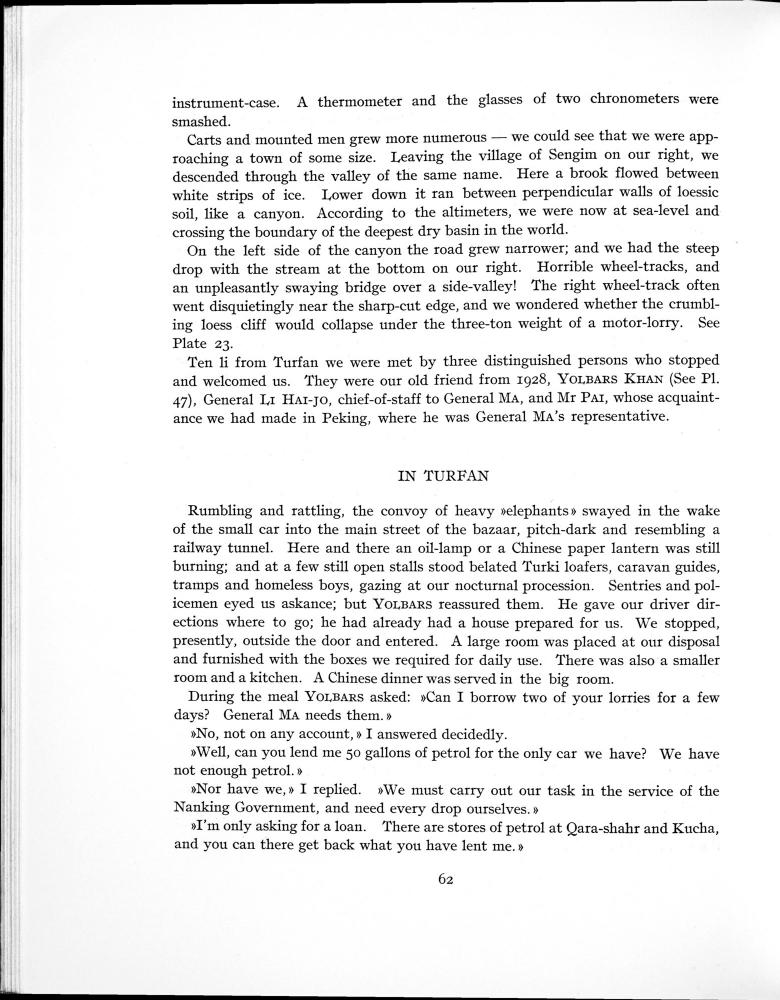 instrument-case. A thermometer and the glasses of two chronometers were
smashed.
Carts and mounted men grew more numerous — we could see that we were app-
roaching a town of some size. Leaving the village of Sengim on our right, we
descended through the valley of the same name. Here a brook flowed between
white strips of ice. Lower down it ran between perpendicular walls of loessic
soil, like a canyon. According to the altimeters, we were now at sea-level and
crossing the boundary of the deepest dry basin in the world.
On the left side of the canyon the road grew narrower; and we had the steep
drop with the stream at the bottom on our right. Horrible wheel-tracks, and
an unpleasantly swaying bridge over a side-valley! The right wheel-track often
went disquietingly near the sharp-cut edge, and we wondered whether the crumbl-
ing loess cliff would collapse under the three-ton weight of a motor-lorry. See
Plate 23.
Ten li from Turfan we were met by three distinguished persons who stopped
and welcomed us. They were our old friend from 1928, YOLBARS KHAN (See Pl.
47), General LI HAI-JO, chief-of-staff to General MA, and Mr PAI, whose acquaint-
ance we had made in Peking, where he was General MA's representative.
IN TURFAN
Rumbling and rattling, the convoy of heavy »elephants» swayed in the wake
of the small car into the main street of the bazaar, pitch-dark and resembling a
railway tunnel. Here and there an oil-lamp or a Chinese paper lantern was still
burning; and at a few still open stalls stood belated Turki loafers, caravan guides,
tramps and homeless boys, gazing at our nocturnal procession. Sentries and pol-
icemen eyed us askance; but YOLBARS reassured them. He gave our driver dir-
ections where to go; he had already had a house prepared for us. We stopped,
presently, outside the door and entered. A large room was placed at our disposal
and furnished with the boxes we required for daily use. There was also a smaller
room and a kitchen. A Chinese dinner was served in the big room.
During the meal YOLBARS asked: »Can I borrow two of your lorries for a few
days? General MA needs them.»
»No, not on any account,» I answered decidedly.
»Well, can you lend me 50 gallons of petrol for the only car we have? We have
not enough petrol.»
»Nor have we,» I replied. »We must carry out our task in the service of the
Nanking Government, and need every drop ourselves.»
»I'm only asking for a loan. There are stores of petrol at Qara-shahr and Kucha,
and you can there get back what you have lent me.»
62